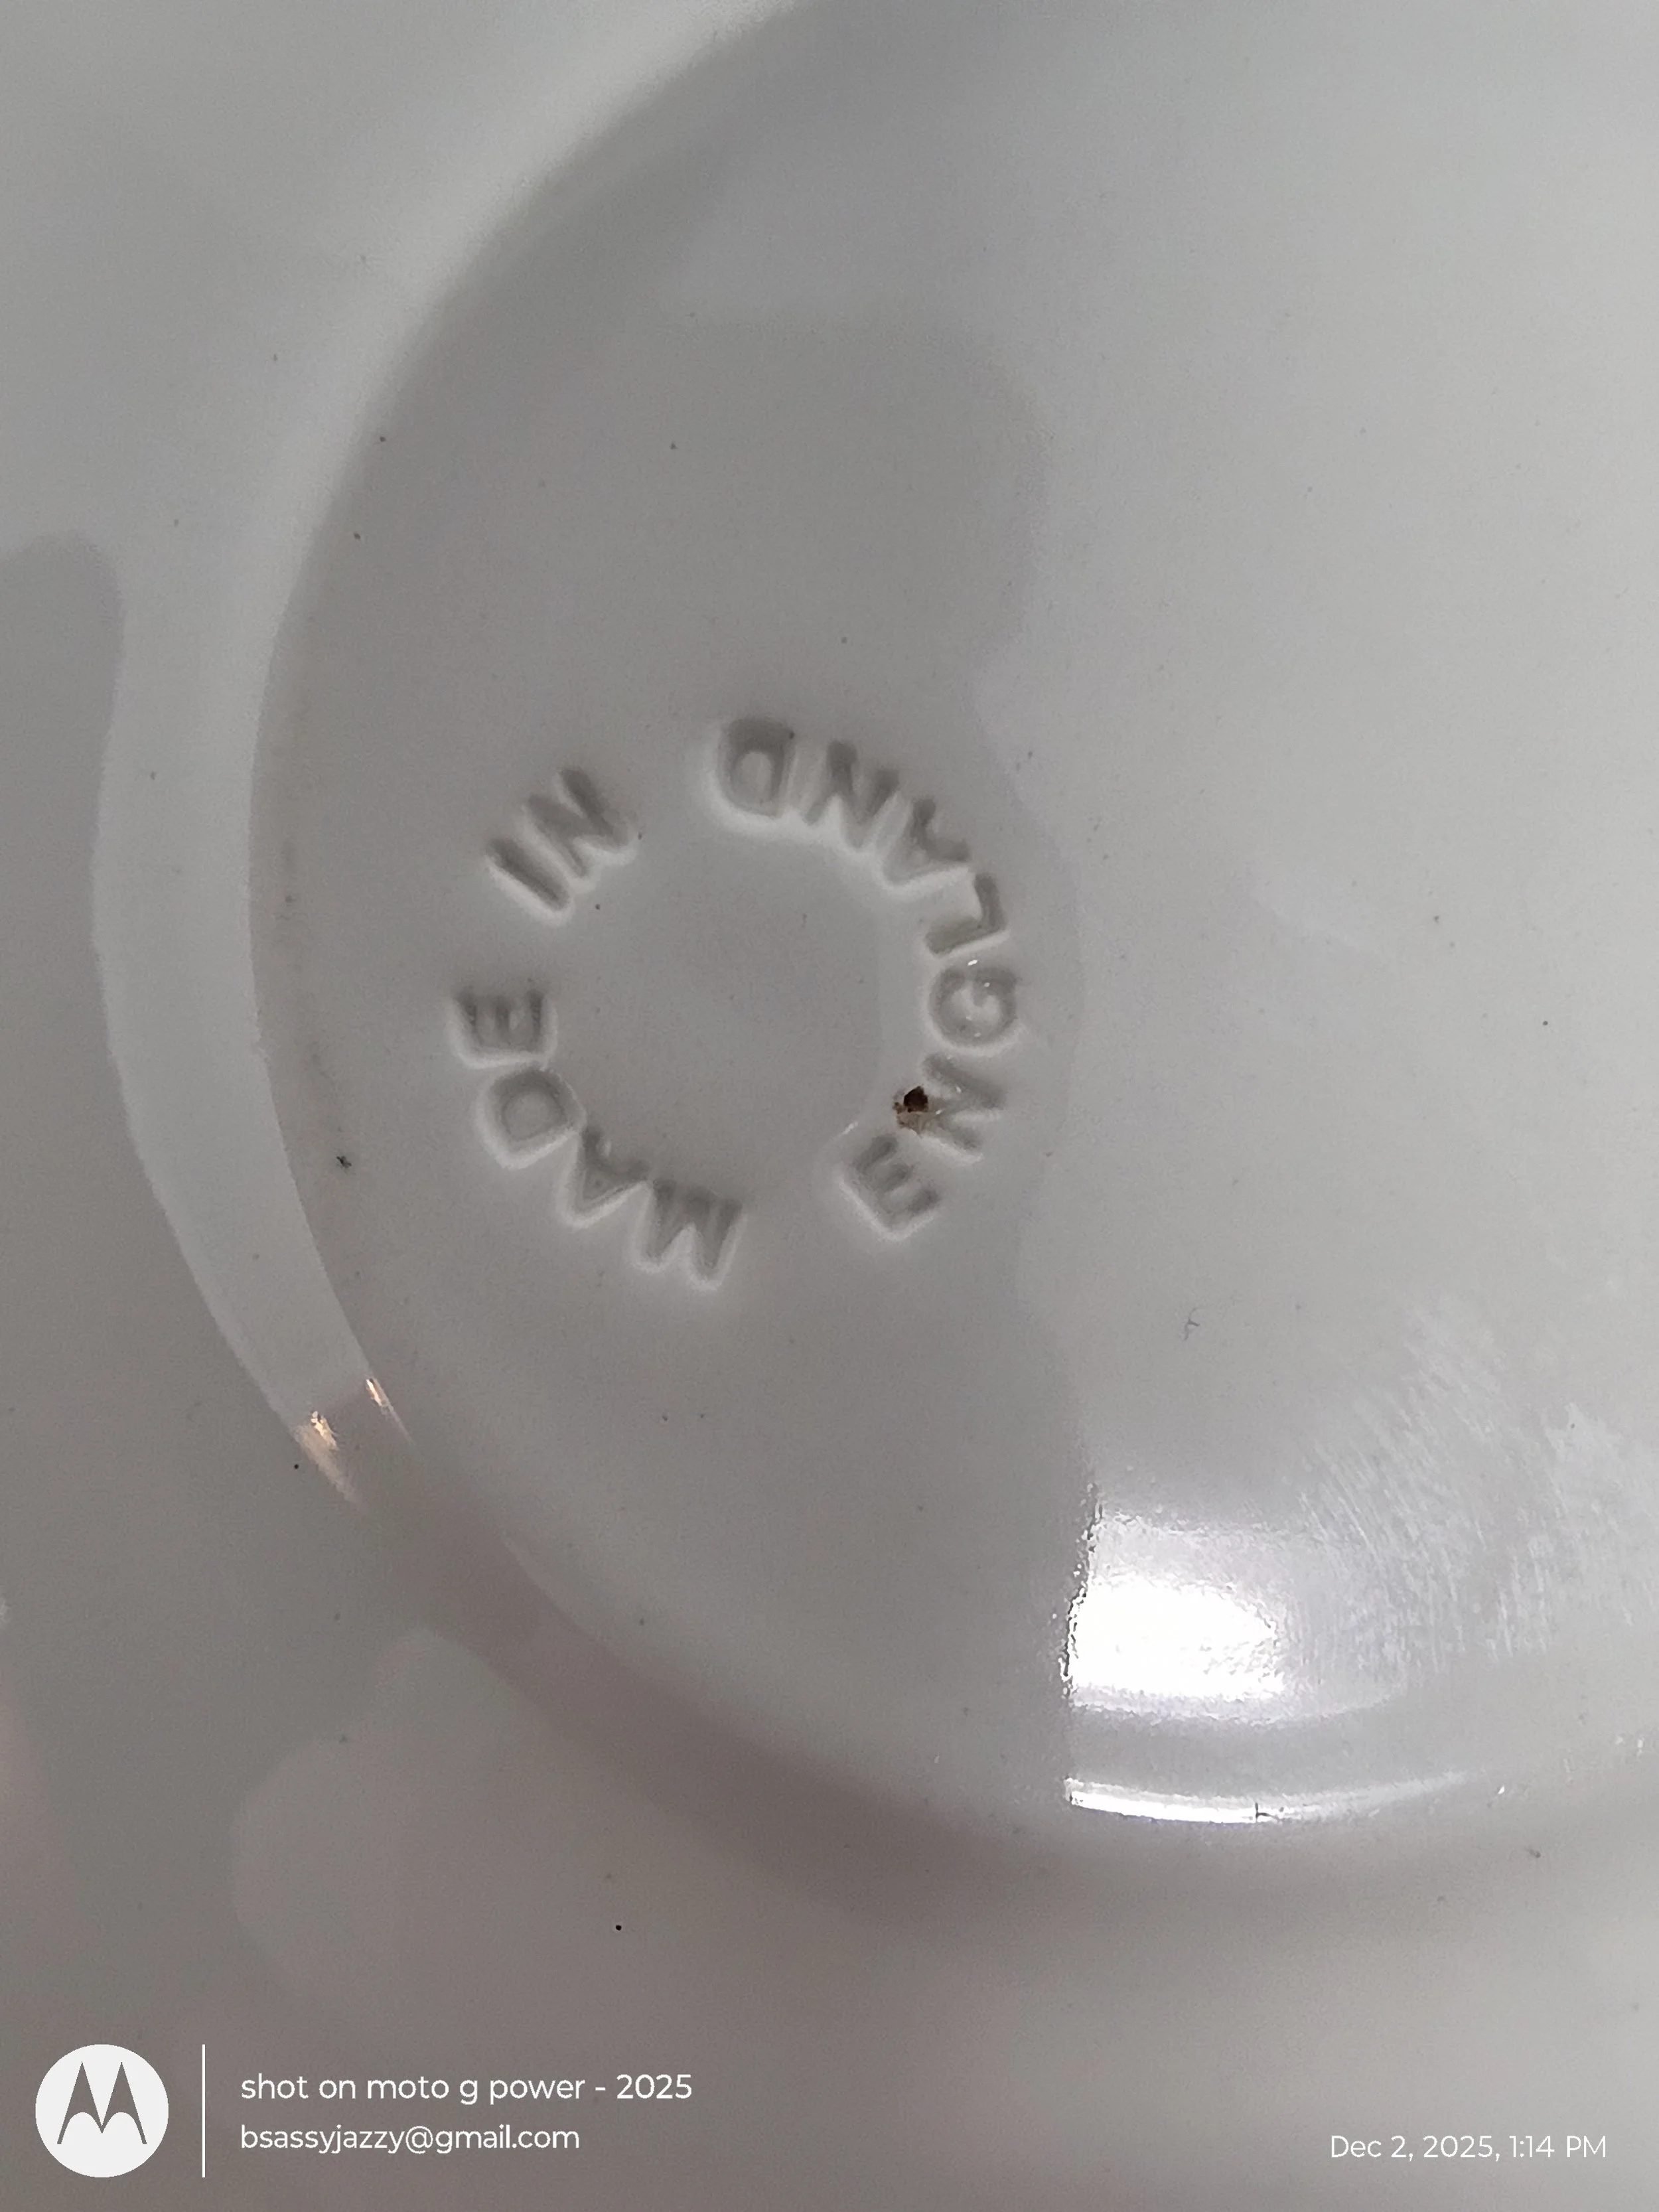 MADE IN ENGLAND
shot on moto g power - 2025
bsassyjazzy@gmail.com
Dec 2, 2025, 1:14 PM